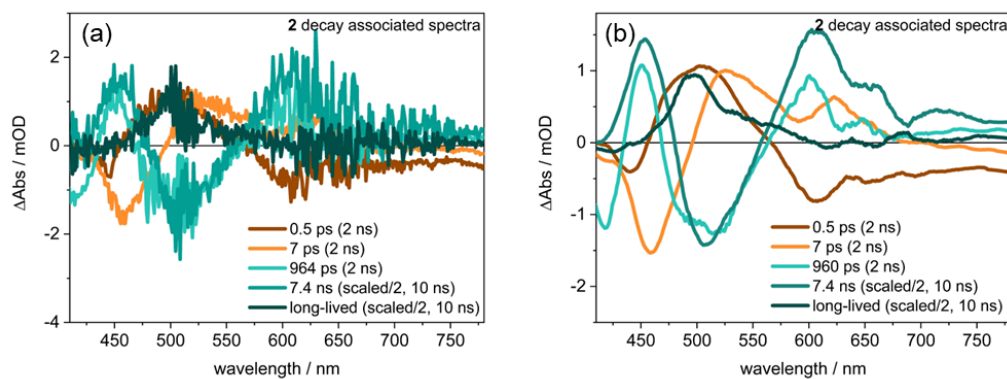 (a)
2 decay associated spectra
2
0
-2
-4
ΔAbs / mOD
0.5 ps (2 ns)
7 ps (2 ns)
964 ps (2 ns)
7.4 ns (scaled/2, 10 ns)
long-lived (scaled/2, 10 ns)
450 500 550 600 650 700 750
wavelength / nm
(b)
2 decay associated spectra
1
0
-1
-2
ΔAbs / mOD
0.5 ps (2 ns)
7 ps (2 ns)
960 ps (2 ns)
7.4 ns (scaled/2, 10 ns)
long-lived (scaled/2, 10 ns)
450 500 550 600 650 700 750
wavelength / nm